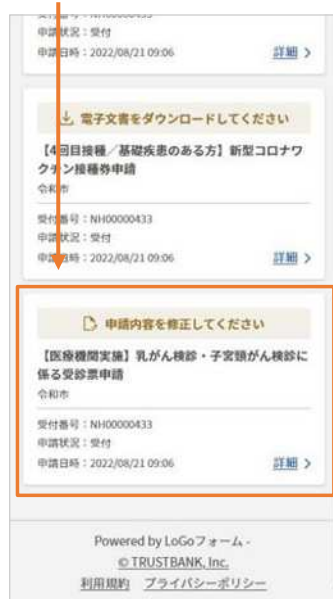 受付番号：NH00000433
申請状況：受付
申請日時：2022/08/21 09:06
詳細 >
電子文書をダウンロードしてください
【4回目接種／基礎疾患のある方】新型コロナワ
クチン接種券申請
令和市
受付番号：NH00000433
申請状況：受付
申請日時：2022/08/21 09:06
詳細 >
申請内容を修正してください
【医療機関実施】乳がん検診・子宮頸がん検診に
係る受診票申請
令和市
受付番号：NH00000433
申請状況：受付
申請日時：2022/08/21 09:06
詳細 >
Powered by LoGoフォーム -
© TRUSTBANK, Inc.
利用規約 プライバシーポリシー